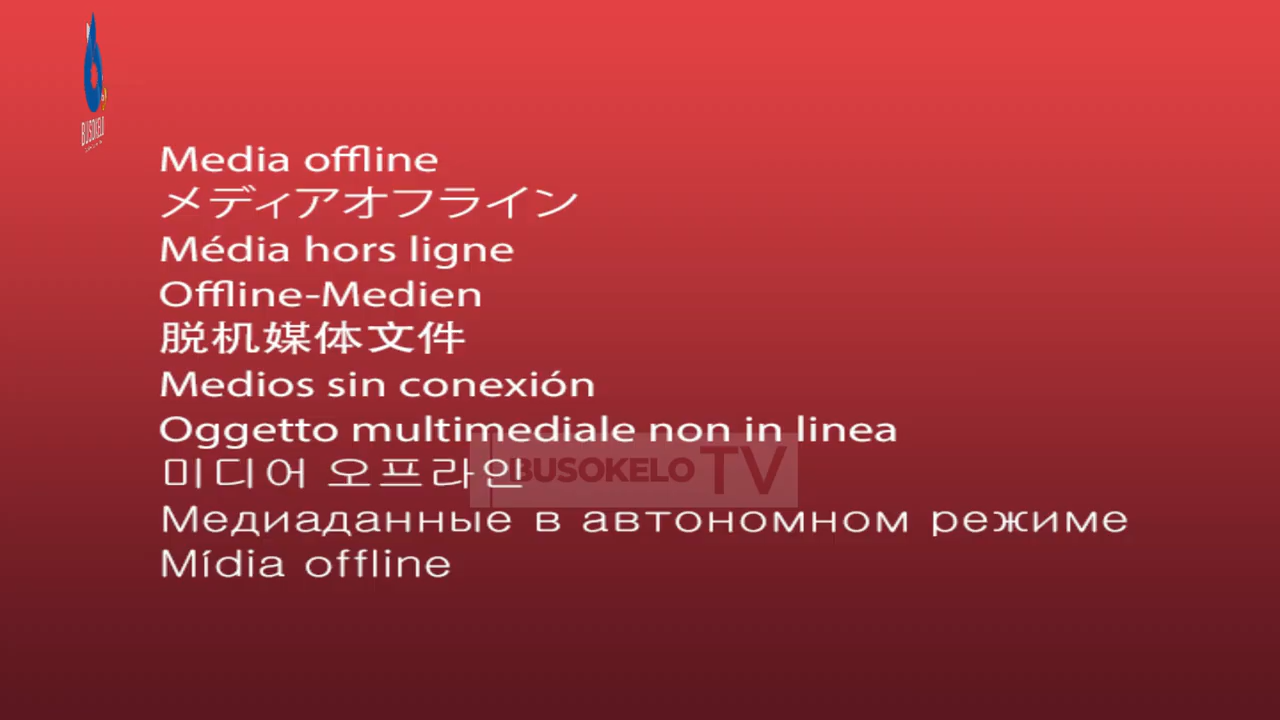 BUSOKELO
Media offline
メディアオフライン
Média hors ligne
Offline-Medien
脱机媒体文件
Medios sin conexión
Oggetto multimediale non in linea
미디어 오프라인
BUSOKELO TV
Медиаданные в автономном режиме
Mídia offline